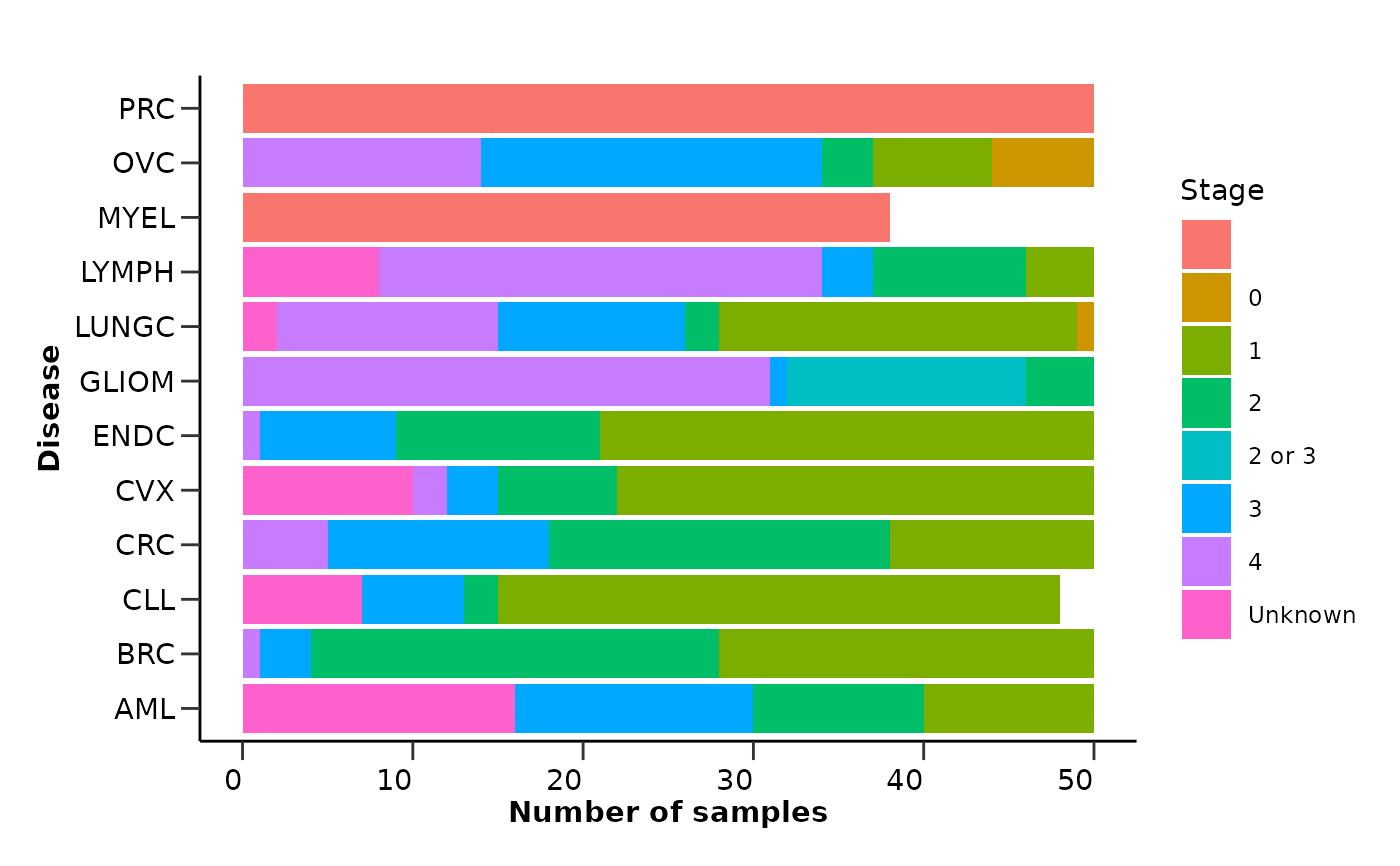 PRC
OVC
MYEL
LYMPH
LUNGC
GLIOM
ENDC
CVX
CRC
CLL
BRC
AML
Disease
0 10 20 30 40 50
Number of samples
Stage
0
1
2
2 or 3
3
4
Unknown